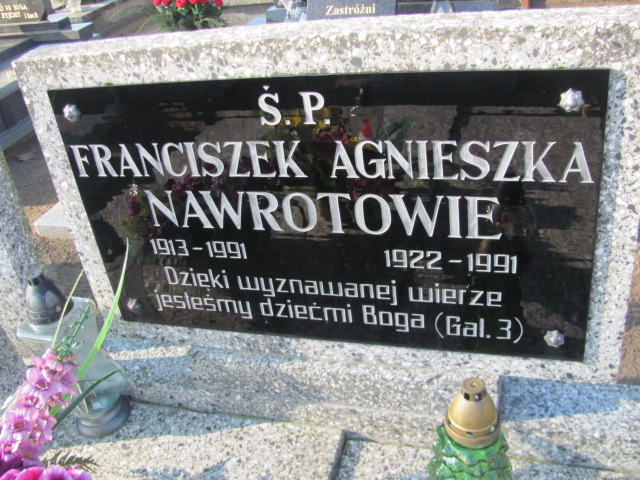 Zastróżni
Ś.P.
FRANCISZEK AGNIESZKA
NAWROTOWIE
1913-1991 1922-1991
Dzięki wyznawanej wierze
jesteśmy dziećmi Boga (Gal. 3)